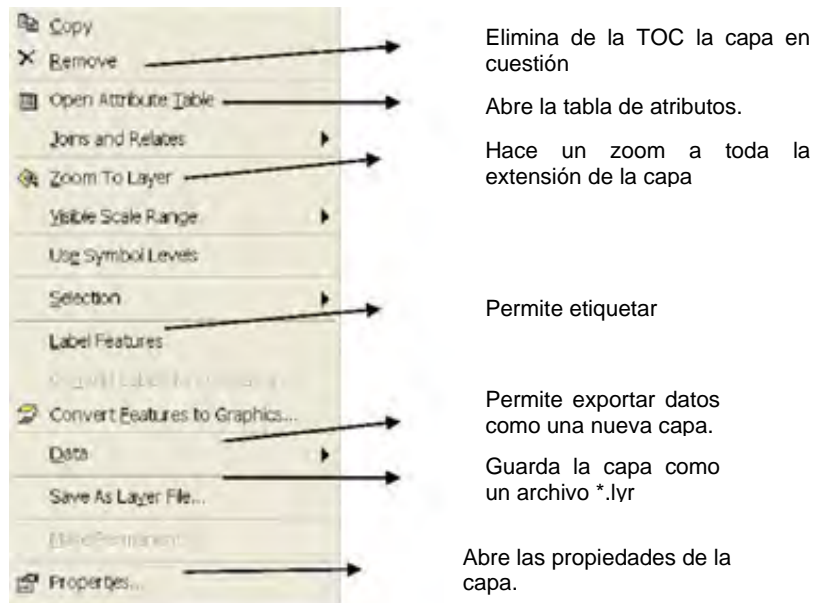 Copy
Remove
Elimina de la TOC la capa en
cuestión
Open Attribute Table
Abre la tabla de atributos.
Joins and Relates
Hace un zoom a toda la
extensión de la capa
Zoom To Layer
Visible Scale Range
Use Symbol Levels
Selection
Permite etiquetar
Label Features
Convert Features to Graphics...
Permite exportar datos
como una nueva capa.
Data
Guarda la capa como
un archivo *.lyr
Save As Layer File...
Abre las propiedades de la
capa.
Properties...